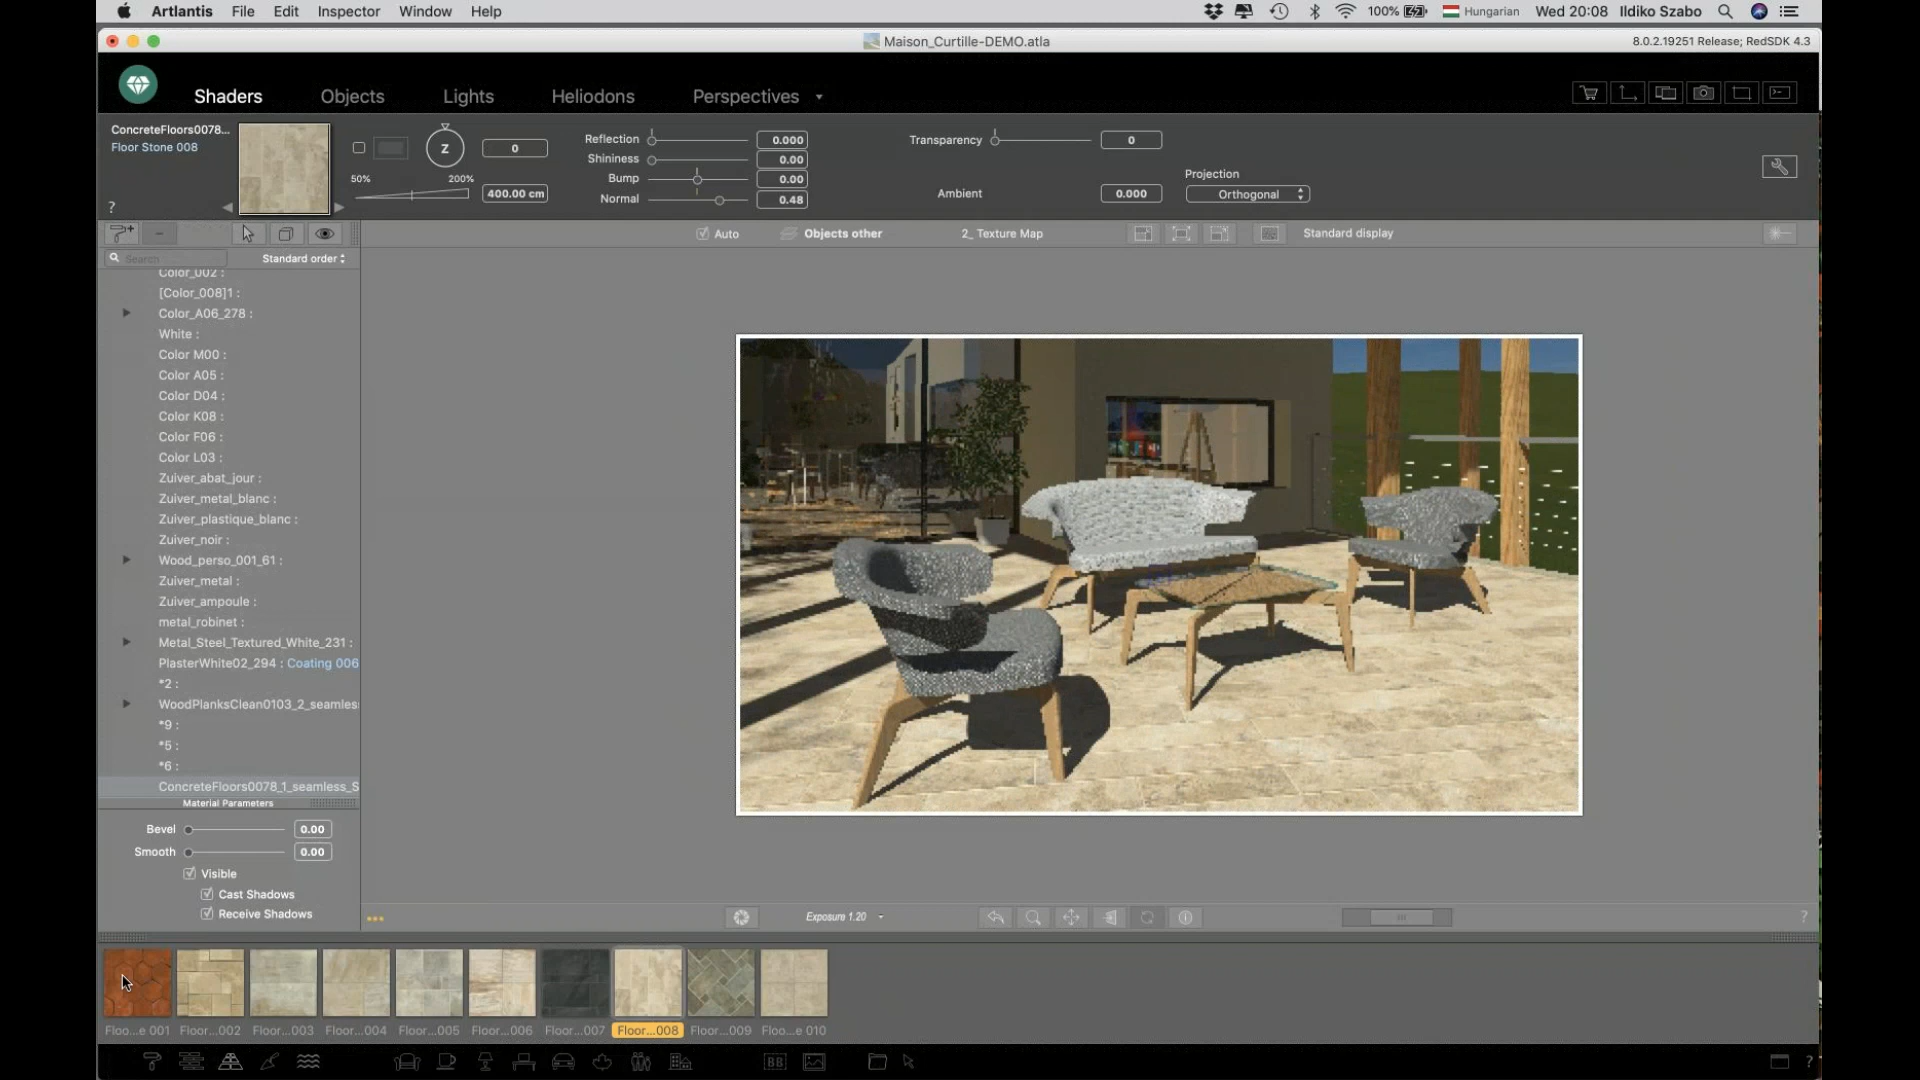 Artlantis File Edit Inspector Window Help
100% Hungarian Wed 20:08 Ildiko Szabo
Maison_Curtille-DEMO.atla
8.0.2.19251 Release; RedSDK 4.3
Shaders Objects Lights Heliodons Perspectives
ConcreteFloors0078...
Floor Stone 008
?
Z
0
50% 200%
400.00 cm
Reflection 0.000
Shininess 0.00
Bump 0.00
Normal 0.48
Transparency 0
Ambient 0.000
Projection
Orthogonal
Auto Objects other 2_ Texture Map Standard display
Search Standard order
Color_002 :
[Color_008]1 :
Color_A06_278 :
White :
Color M00 :
Color A05 :
Color D04 :
Color K08 :
Color F06 :
Color L03 :
Zuiver_abat_jour :
Zuiver_metal_blanc :
Zuiver_plastique_blanc :
Zuiver_noir :
Wood_perso_001_61 :
Zuiver_metal :
Zuiver_ampoule :
metal_robinet :
Metal_Steel_Textured_White_231 :
PlasterWhite02_294 : Coating 006
*2 :
WoodPlanksClean0103_2_seamles
*9 :
*5 :
*6 :
ConcreteFloors0078_1_seamless_S
Material Parameters
Bevel 0.00
Smooth 0.00
Visible
Cast Shadows
Receive Shadows
Exposure 1.20
?
Floo...e 001 Floor...002 Floor...003 Floor...004 Floor...005 Floor...006 Floor...007 Floor...008 Floor...009 Floo...e 010
BB
?